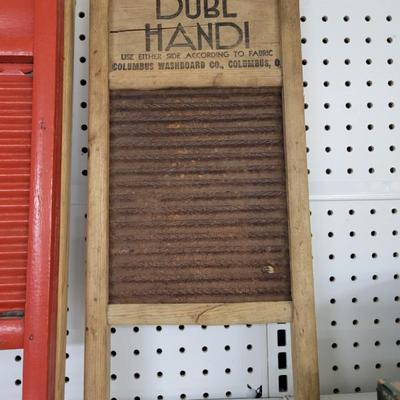 DUBL
HANDI
USE EITHER SIDE ACCORDING TO FABRIC
COLUMBUS WASHBOARD CO., COLUMBUS, O